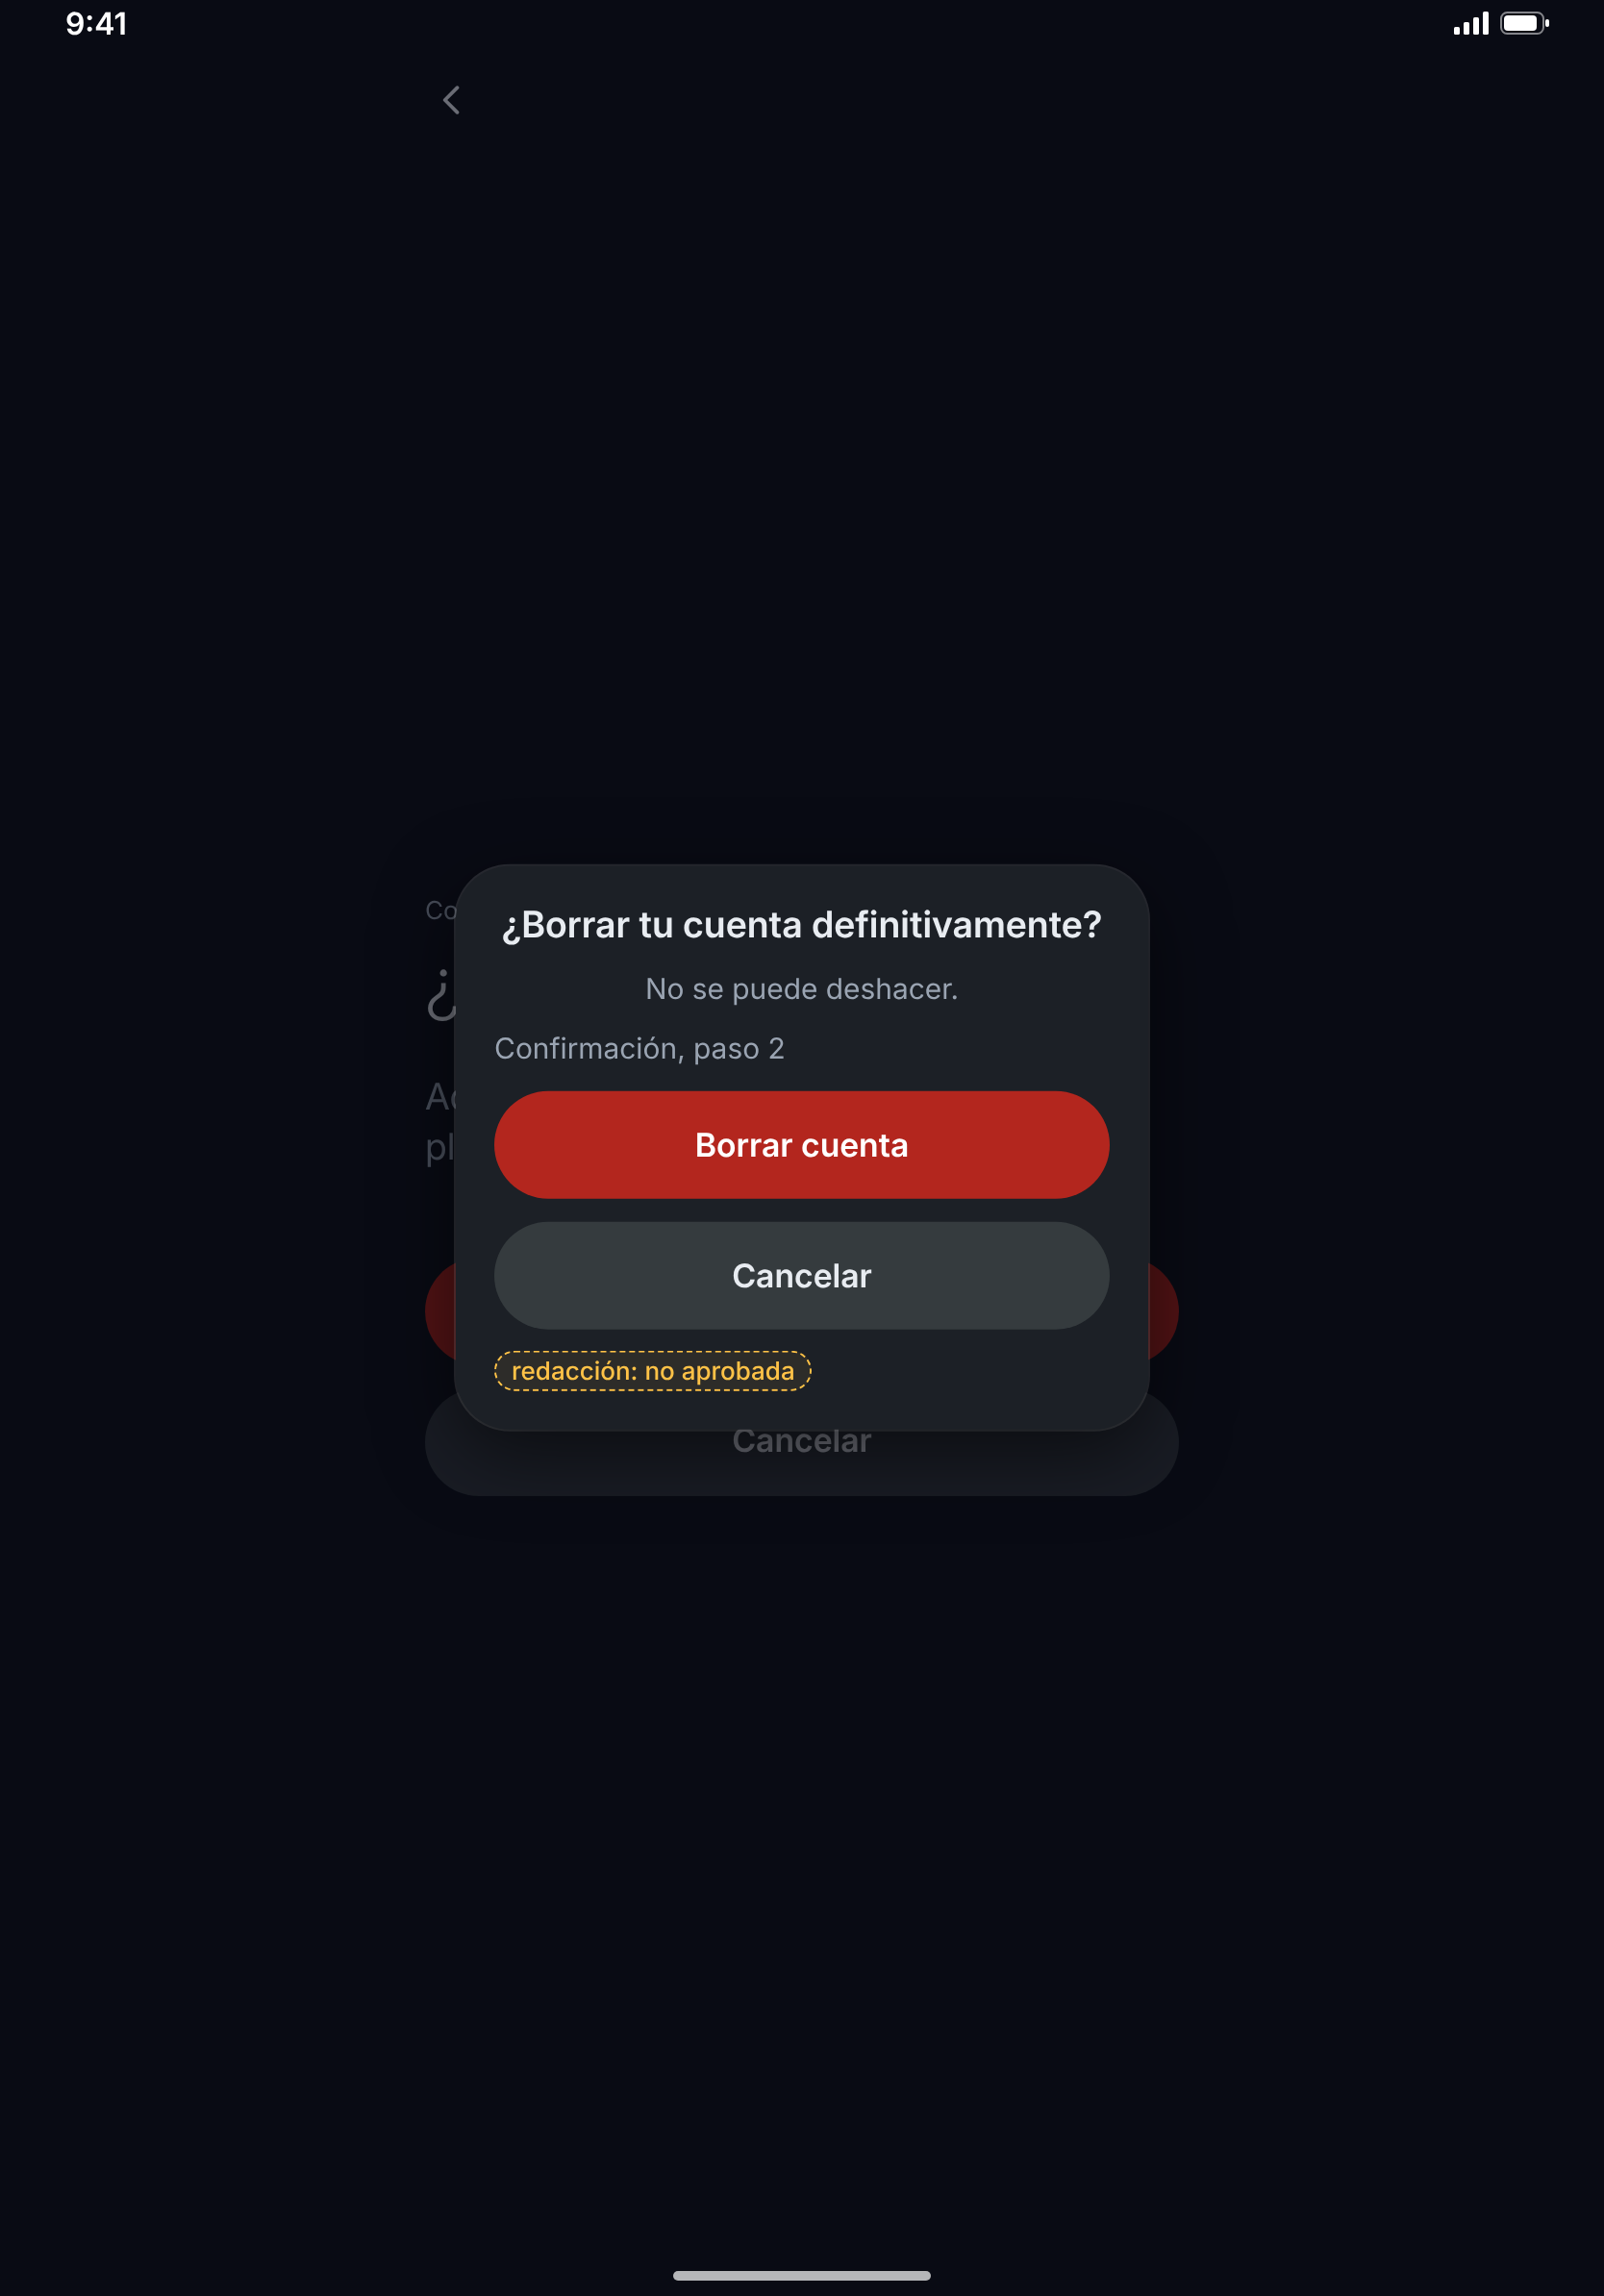 9:41
¿Borrar tu cuenta definitivamente?
No se puede deshacer.
Confirmación, paso 2
Borrar cuenta
Cancelar
redacción: no aprobada
Cancelar